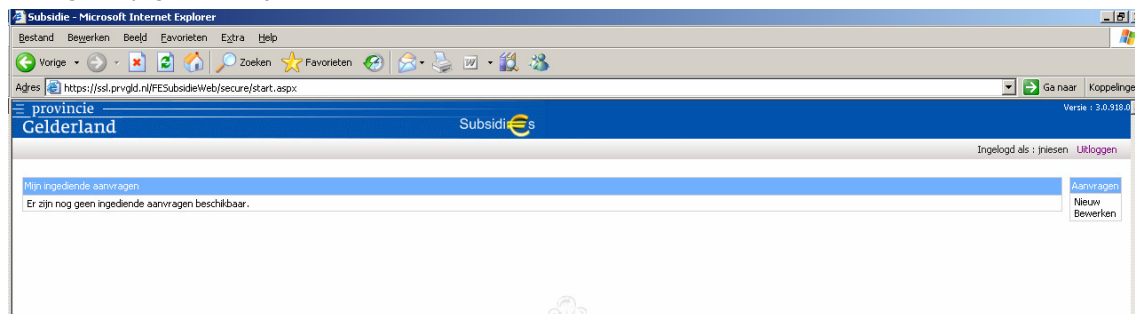 Subsidie - Microsoft Internet Explorer
Bestand Bewerken Beeld Favorieten Extra Help
Vorige Zoeken Favorieten
Adres https://ssl.prvgld.nl/FESubsidieWeb/secure/start.aspx Ga naar Koppelinge
provincie Versie : 3.0.918.0
Gelderland Subsidi€s
Ingelogd als : jniesen Uitloggen
Mijn ingediende aanvragen Aanvragen
Er zijn nog geen ingediende aanvragen beschikbaar. Nieuw
Bewerken